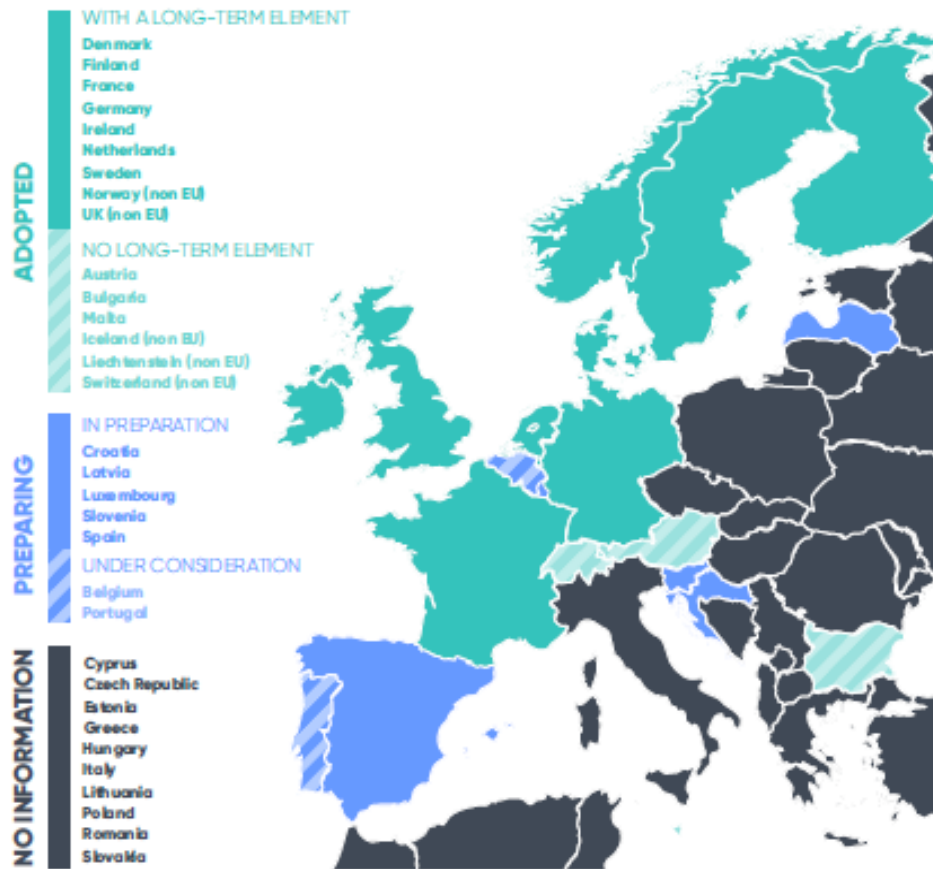 WITH A LONG-TERM ELEMENT
Denmark
Finland
France
Germany
Ireland
Netherlands
Sweden
Norway (non EU)
UK (non EU)
ADOPTED
NO LONG-TERM ELEMENT
Austria
Bulgaria
Malta
Iceland (non EU)
Liechtenstein (non EU)
Switzerland (non EU)
IN PREPARATION
Croatia
Latvia
Luxembourg
Slovenia
Spain
PREPARING
UNDER CONSIDERATION
Belgium
Portugal
NO INFORMATION
Cyprus
Czech Republic
Estonia
Greece
Hungary
Italy
Lithuania
Poland
Romania
Slovakia